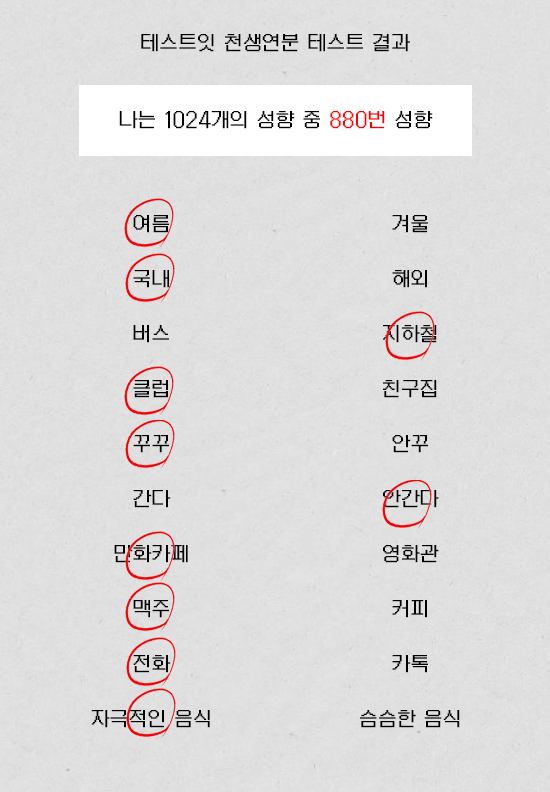 테스트잇 천생연분 테스트 결과
나는 1024개의 성향 중 880번 성향
여름 겨울
국내 해외
버스 지하철
클럽 친구집
꾸꾸 안꾸
간다 안간다
만화카페 영화관
맥주 커피
전화 카톡
자극적인 음식 슴슴한 음식